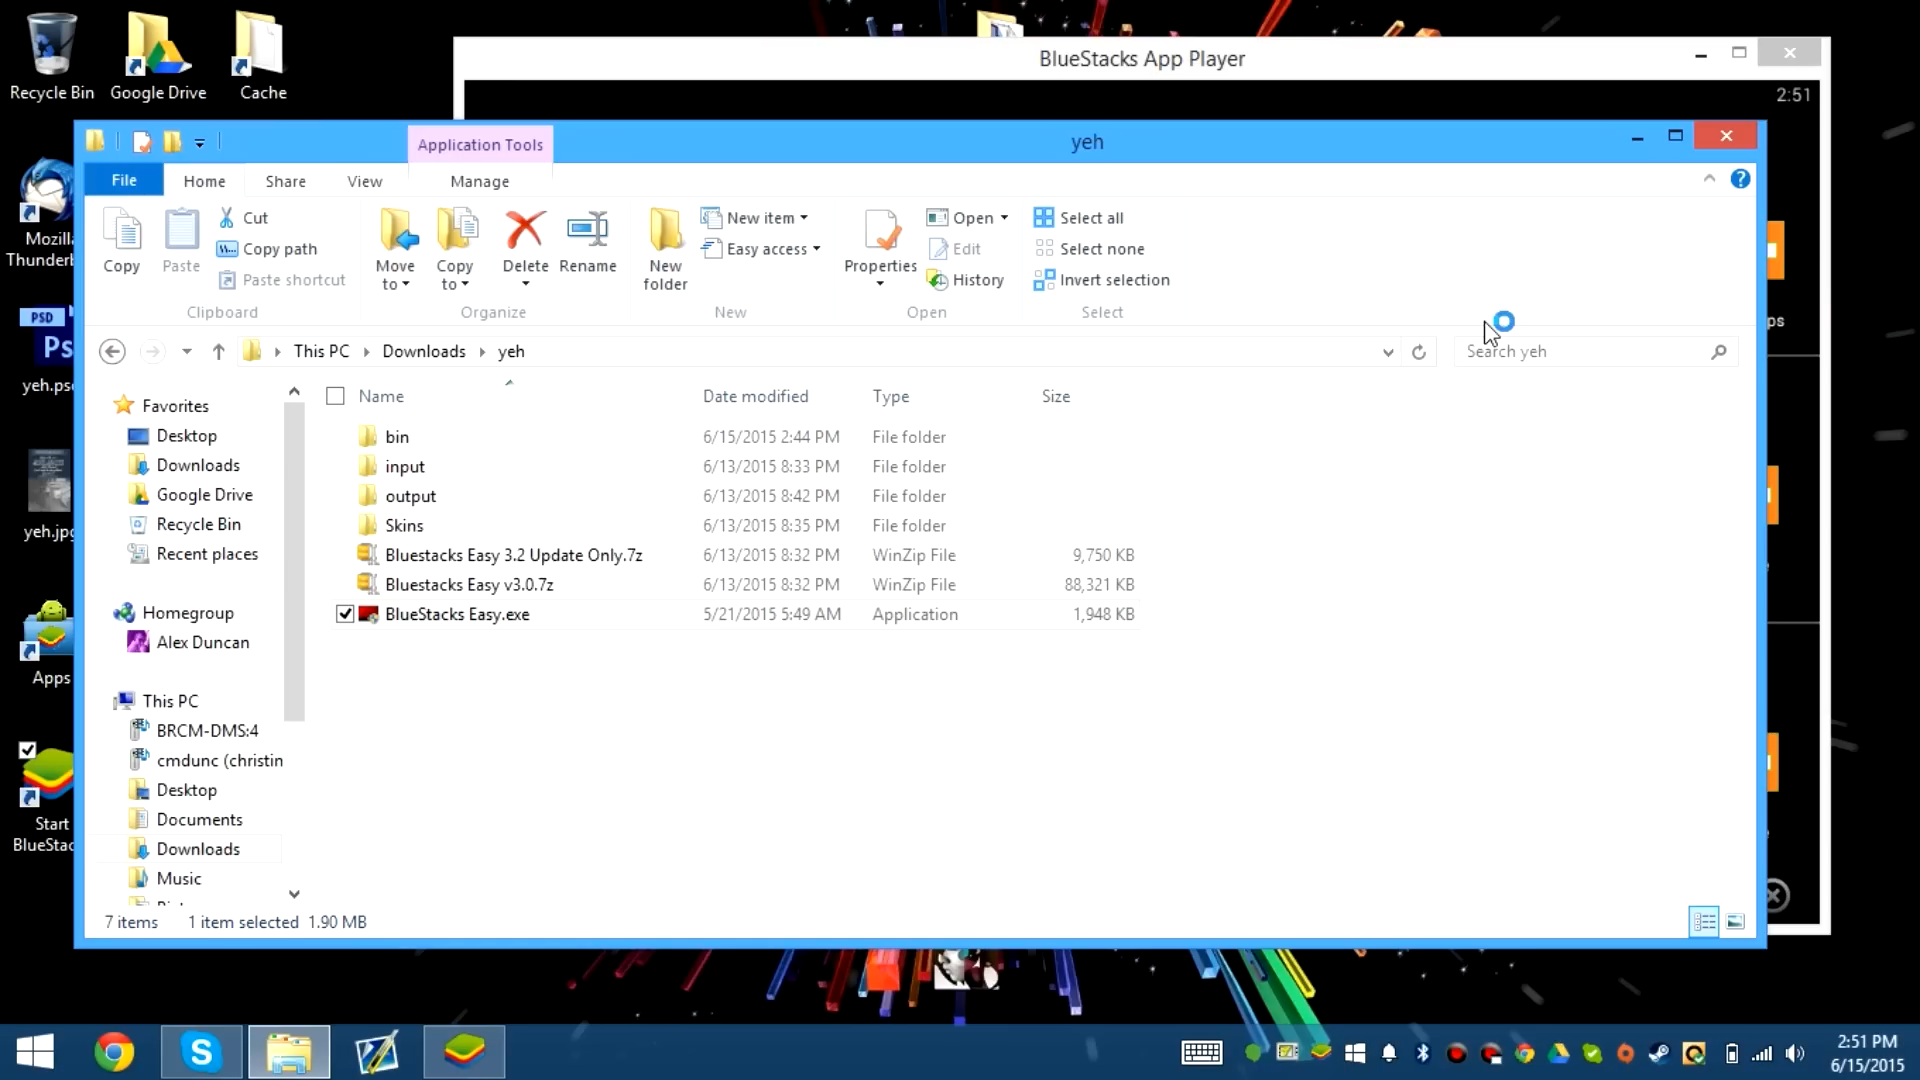 Recycle Bin
Google Drive
Cache
BlueStacks App Player
2:51
Application Tools
yeh
File
Home
Share
View
Manage
Copy
Paste
Cut
Copy path
Paste shortcut
Clipboard
Move to
Copy to
Delete
Rename
Organize
New folder
New item
Easy access
New
Properties
Open
Edit
History
Open
Select all
Select none
Invert selection
Select
This PC
Downloads
yeh
Search yeh
Name
Date modified
Type
Size
bin 6/15/2015 2:44 PM File folder
input 6/13/2015 8:33 PM File folder
output 6/13/2015 8:42 PM File folder
Skins 6/13/2015 8:35 PM File folder
Bluestacks Easy 3.2 Update Only.7z 6/13/2015 8:32 PM WinZip File 9,750 KB
Bluestacks Easy v3.0.7z 6/13/2015 8:32 PM WinZip File 88,321 KB
BlueStacks Easy.exe 5/21/2015 5:49 AM Application 1,948 KB
Favorites
Desktop
Downloads
Google Drive
Recycle Bin
Recent places
Homegroup
Alex Duncan
This PC
BRCM-DMS:4
cmdunc (christin
Desktop
Documents
Downloads
Music
7 items 1 item selected 1.90 MB
Mozilla
Thunderb
PSD
Ps
yeh.ps
yeh.jpg
Apps
Start
BlueStac
ps
2:51 PM
6/15/2015